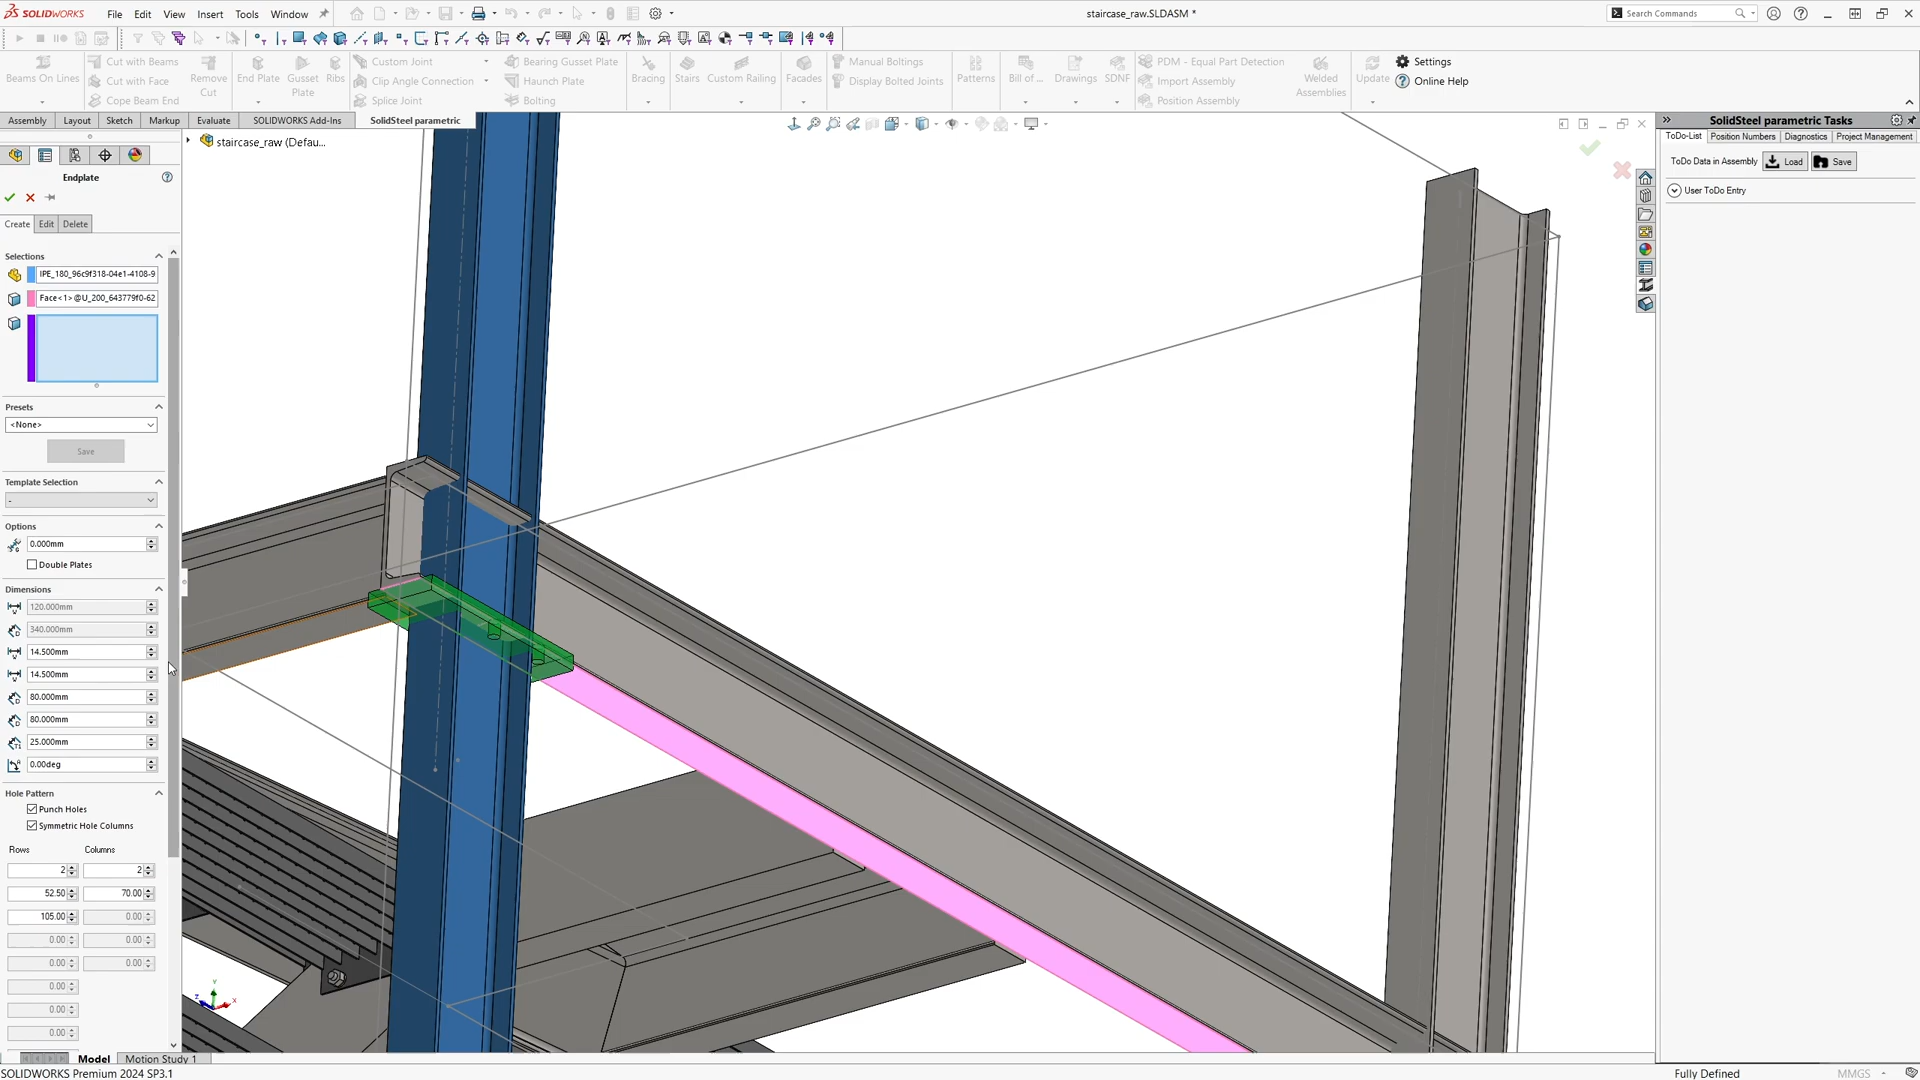 SOLIDWORKS
File
Edit
View
Insert
Tools
Window
staircase_raw.SLDASM *
Search Commands
Beams On Lines
Cut with Beams
Cut with Face
Cope Beam End
Remove Cut
End Plate
Gusset Plate
Ribs
Custom Joint
Clip Angle Connection
Splice Joint
Bearing Gusset Plate
Haunch Plate
Bolting
Bracing
Stairs
Custom Railing
Facades
Manual Boltings
Display Bolted Joints
Patterns
Bill of ...
Drawings
SDNF
PDM - Equal Part Detection
Import Assembly
Position Assembly
Welded Assemblies
Update
Settings
Online Help
Assembly
Layout
Sketch
Markup
Evaluate
SOLIDWORKS Add-Ins
SolidSteel parametric
staircase_raw (Defau...
Endplate
Create
Edit
Delete
Selections
IPE_180_96c9f318-04e1-4108-9
Face<1>@U_200_643779f0-62
Presets
<None>
Save
Template Selection
-
Options
0.000mm
Double Plates
Dimensions
120.000mm
340.000mm
14.500mm
14.500mm
80.000mm
80.000mm
25.000mm
0.00deg
Hole Pattern
Punch Holes
Symmetric Hole Columns
Rows Columns
2 2
52.50 70.00
105.00 0.00
0.00 0.00
0.00 0.00
0.00
0.00
0.00
Model
Motion Study 1
SOLIDWORKS Premium 2024 SP3.1
Fully Defined
MMGS
SolidSteel parametric Tasks
ToDo-List
Position Numbers
Diagnostics
Project Management
ToDo Data in Assembly
Load
Save
User ToDo Entry